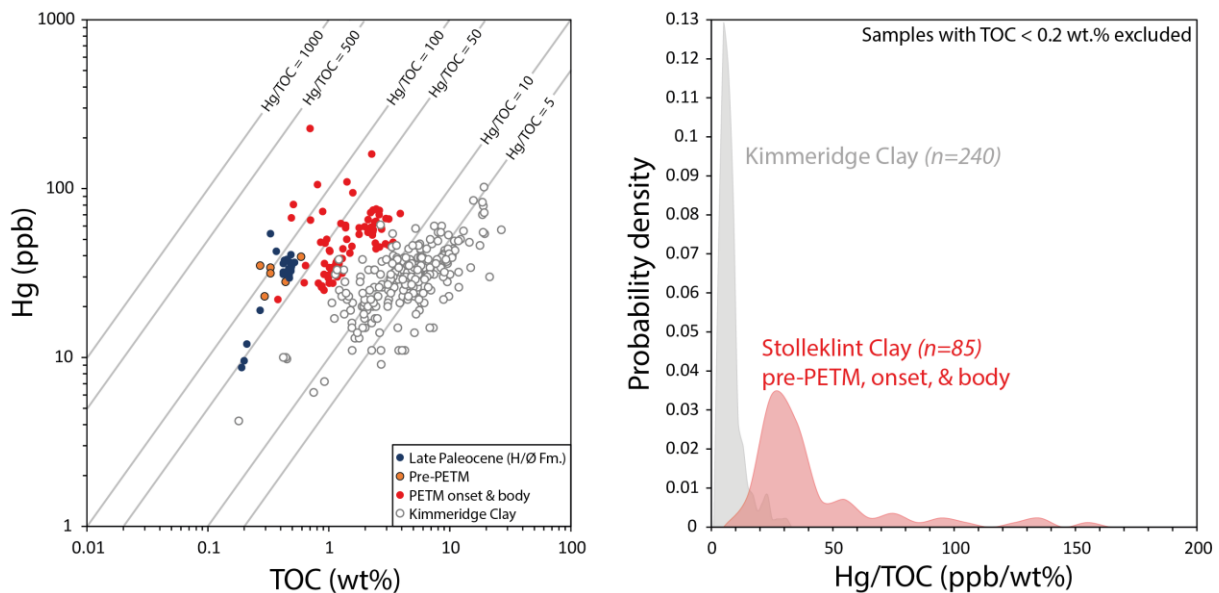 1000
100
10
1
Hg (ppb)
0.01
0.1
1
10
100
TOC (wt%)
Hg/TOC = 1000
Hg/TOC = 500
Hg/TOC = 100
Hg/TOC = 50
Hg/TOC = 10
Hg/TOC = 5
Late Paleocene (H/Ø Fm.)
Pre-PETM
PETM onset & body
Kimmeridge Clay
0.13
0.12
0.11
0.1
0.09
0.08
0.07
0.06
0.05
0.04
0.03
0.02
0.01
0
Probability density
Samples with TOC < 0.2 wt.% excluded
Kimmeridge Clay (n=240)
Stolleklint Clay (n=85)
pre-PETM, onset, & body
0
50
100
150
200
Hg/TOC (ppb/wt%)